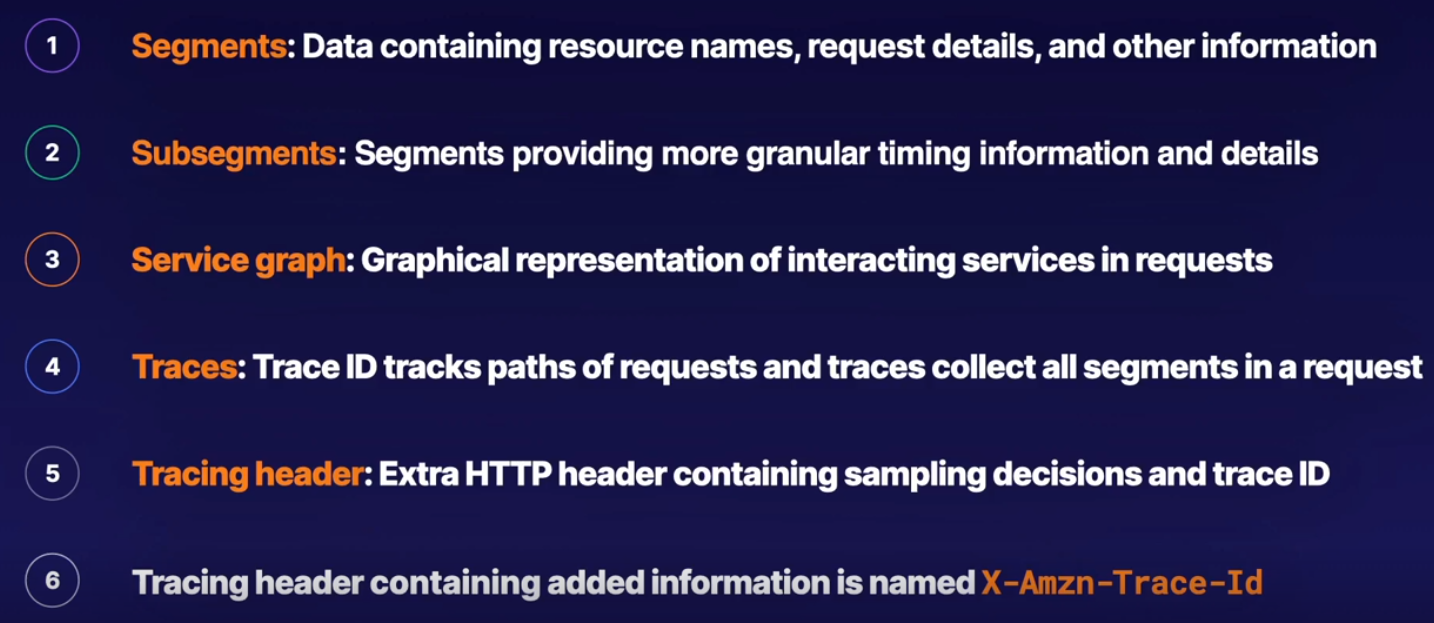 1
Segments: Data containing resource names, request details, and other information
2
Subsegments: Segments providing more granular timing information and details
3
Service graph: Graphical representation of interacting services in requests
4
Traces: Trace ID tracks paths of requests and traces collect all segments in a request
5
Tracing header: Extra HTTP header containing sampling decisions and trace ID
6
Tracing header containing added information is named X-Amzn-Trace-Id